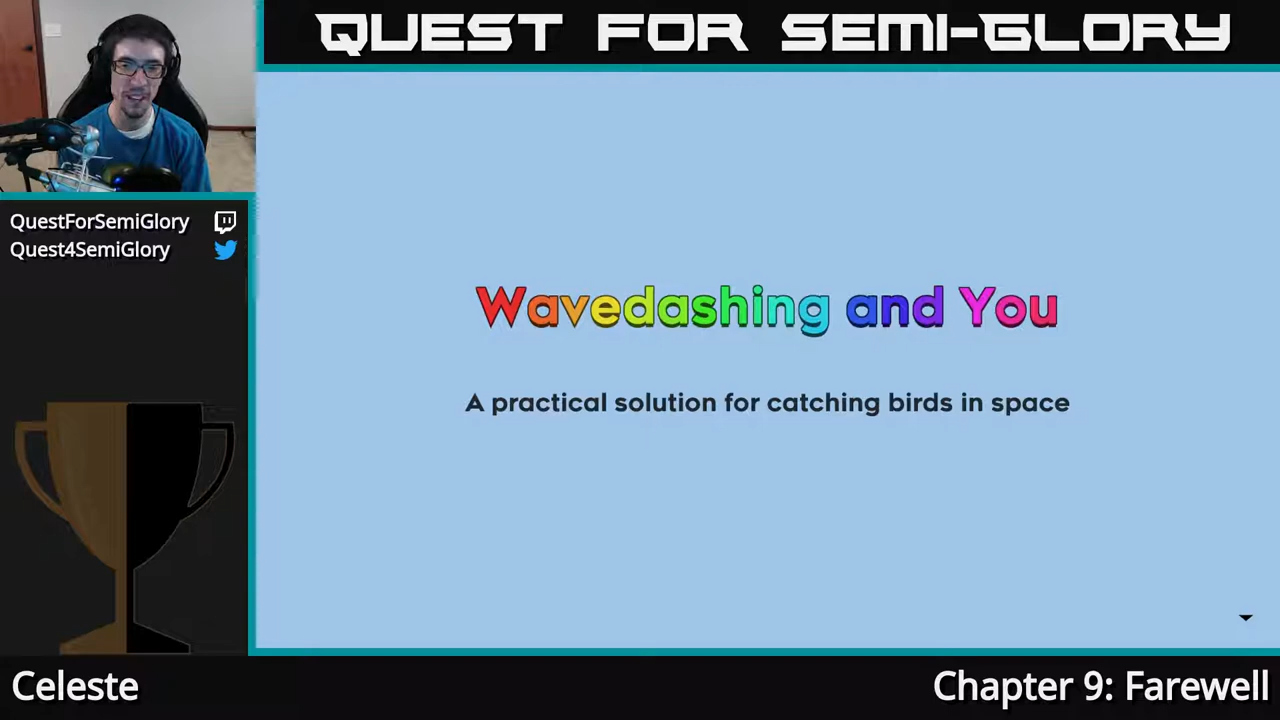 QUEST FOR SEMI-GLORY
QuestForSemiGlory
Quest4SemiGlory
Wavedashing and You
A practical solution for catching birds in space
Celeste
Chapter 9: Farewell